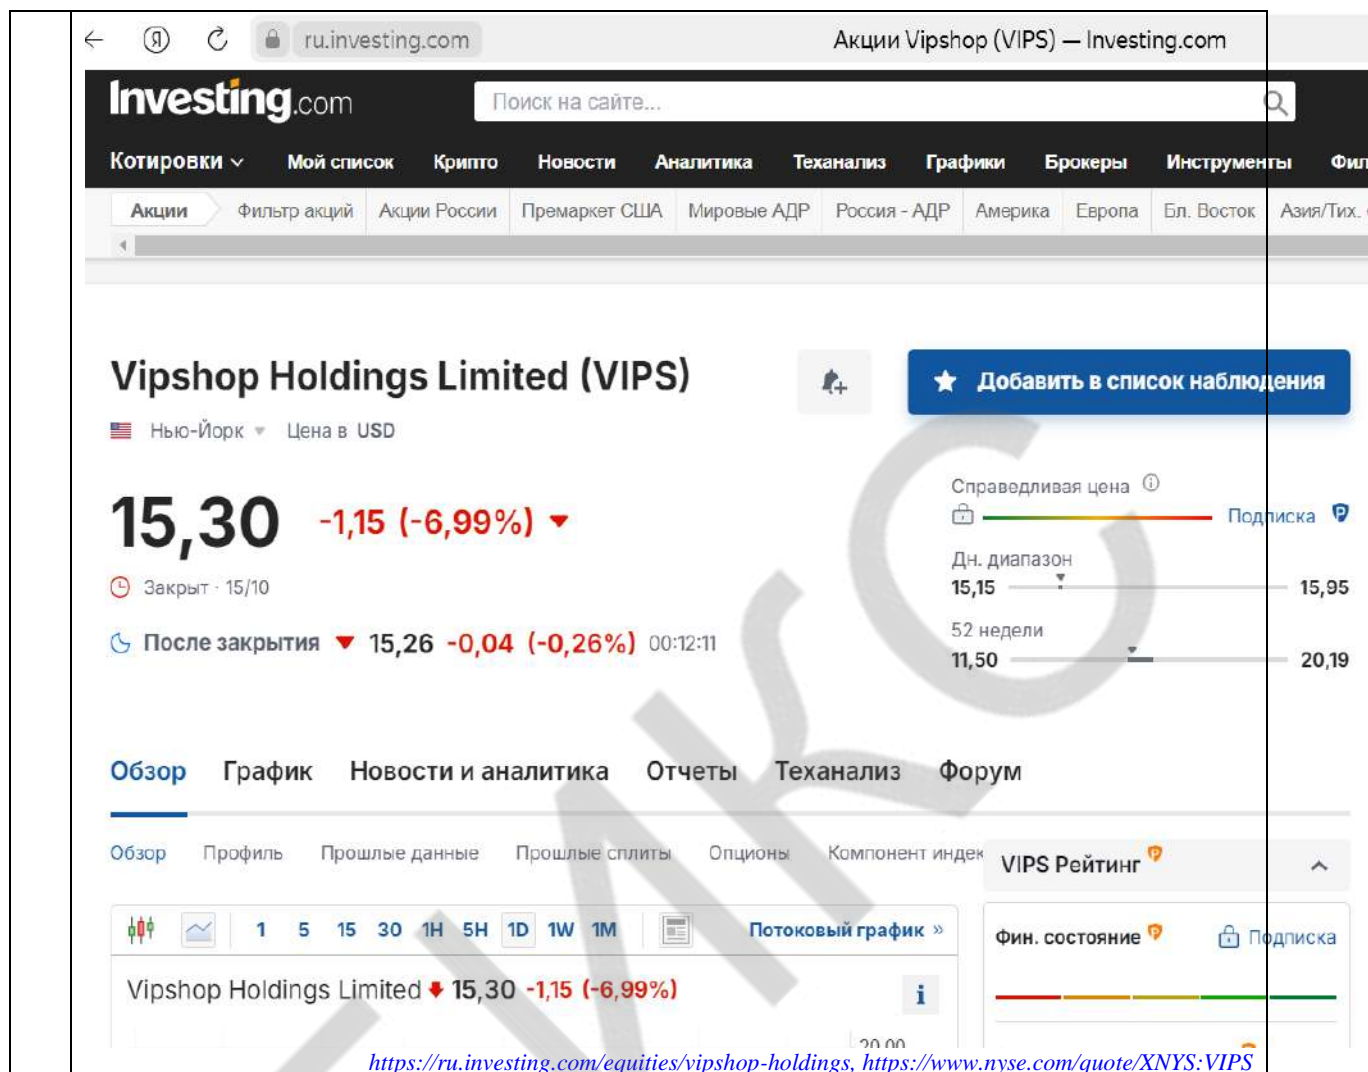 ru.investing.com
Акции Vipshop (VIPS) — Investing.com
Investing.com
Поиск на сайте...
Котировки Мой список Крипто Новости Аналитика Теханализ Графики Брокеры Инструменты
Акции Фильтр акций Акции России Премаркет США Мировые АДР Россия - АДР Америка Европа Бл. Восток Азия/Тих.
Vipshop Holdings Limited (VIPS)
Добавить в список наблюдения
Нью-Йорк Цена в USD
Справедливая цена
Подписка
15,30 -1,15 (-6,99%)
Дн. диапазон
15,15 15,95
Закрыт · 15/10
52 недели
11,50 20,19
После закрытия 15,26 -0,04 (-0,26%) 00:12:11
Обзор График Новости и аналитика Отчеты Теханализ Форум
Обзор Профиль Прошлые данные Прошлые сплиты Опционы Компонент индек
VIPS Рейтинг
1 5 15 30 1H 5H 1D 1W 1M Потоковый график »
Фин. состояние Подписка
Vipshop Holdings Limited 15,30 -1,15 (-6,99%)
20,00
https://ru.investing.com/equities/vipshop-holdings, https://www.nyse.com/quote/XNYS:VIPS